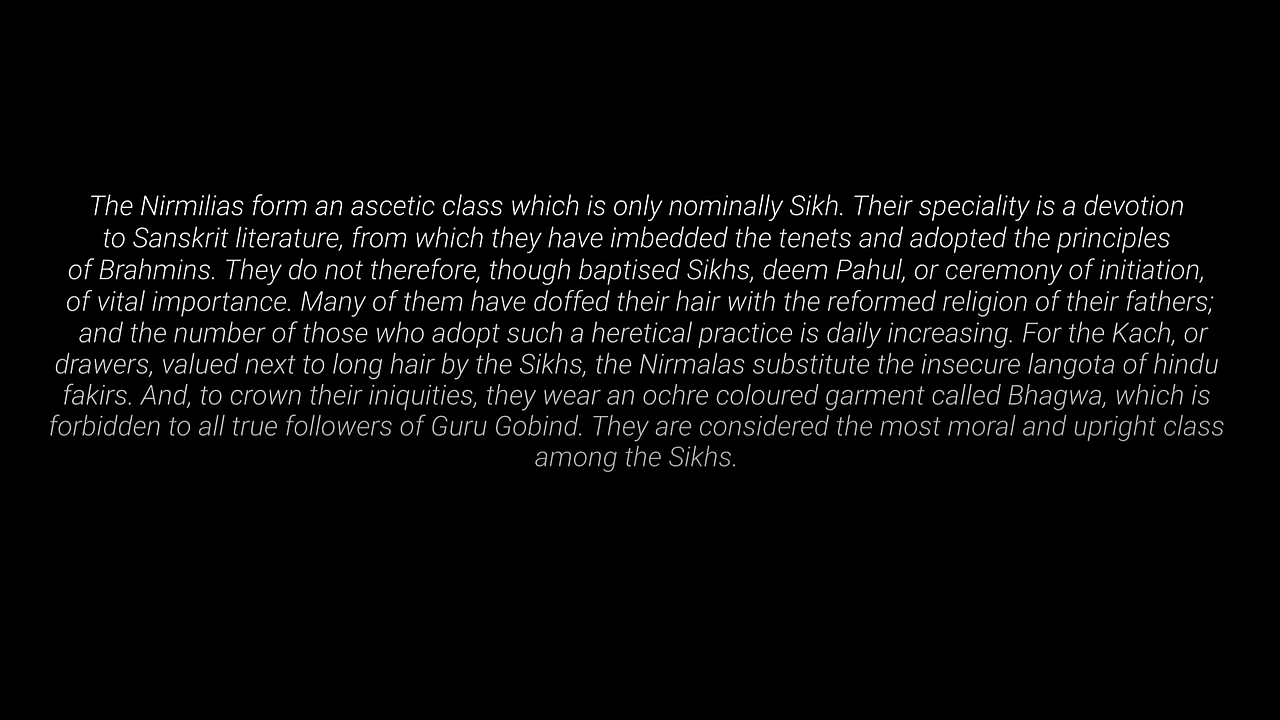 The Nirmilias form an ascetic class which is only nominally Sikh. Their speciality is a devotion
to Sanskrit literature, from which they have imbedded the tenets and adopted the principles
of Brahmins. They do not therefore, though baptised Sikhs, deem Pahul, or ceremony of initiation,
of vital importance. Many of them have doffed their hair with the reformed religion of their fathers;
and the number of those who adopt such a heretical practice is daily increasing. For the Kach, or
drawers, valued next to long hair by the Sikhs, the Nirmalas substitute the insecure langota of hindu
fakirs. And, to crown their iniquities, they wear an ochre coloured garment called Bhagwa, which is
forbidden to all true followers of Guru Gobind. They are considered the most moral and upright class
among the Sikhs.